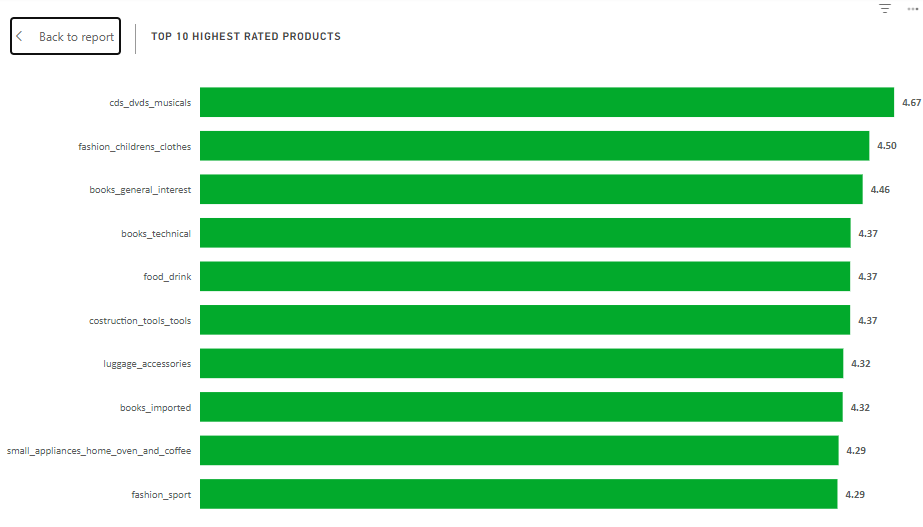 Back to report
TOP 10 HIGHEST RATED PRODUCTS
cds_dvds_musicals 4.67
fashion_childrens_clothes 4.50
books_general_interest 4.46
books_technical 4.37
food_drink 4.37
costruction_tools_tools 4.37
luggage_accessories 4.32
books_imported 4.32
small_appliances_home_oven_and_coffee 4.29
fashion_sport 4.29